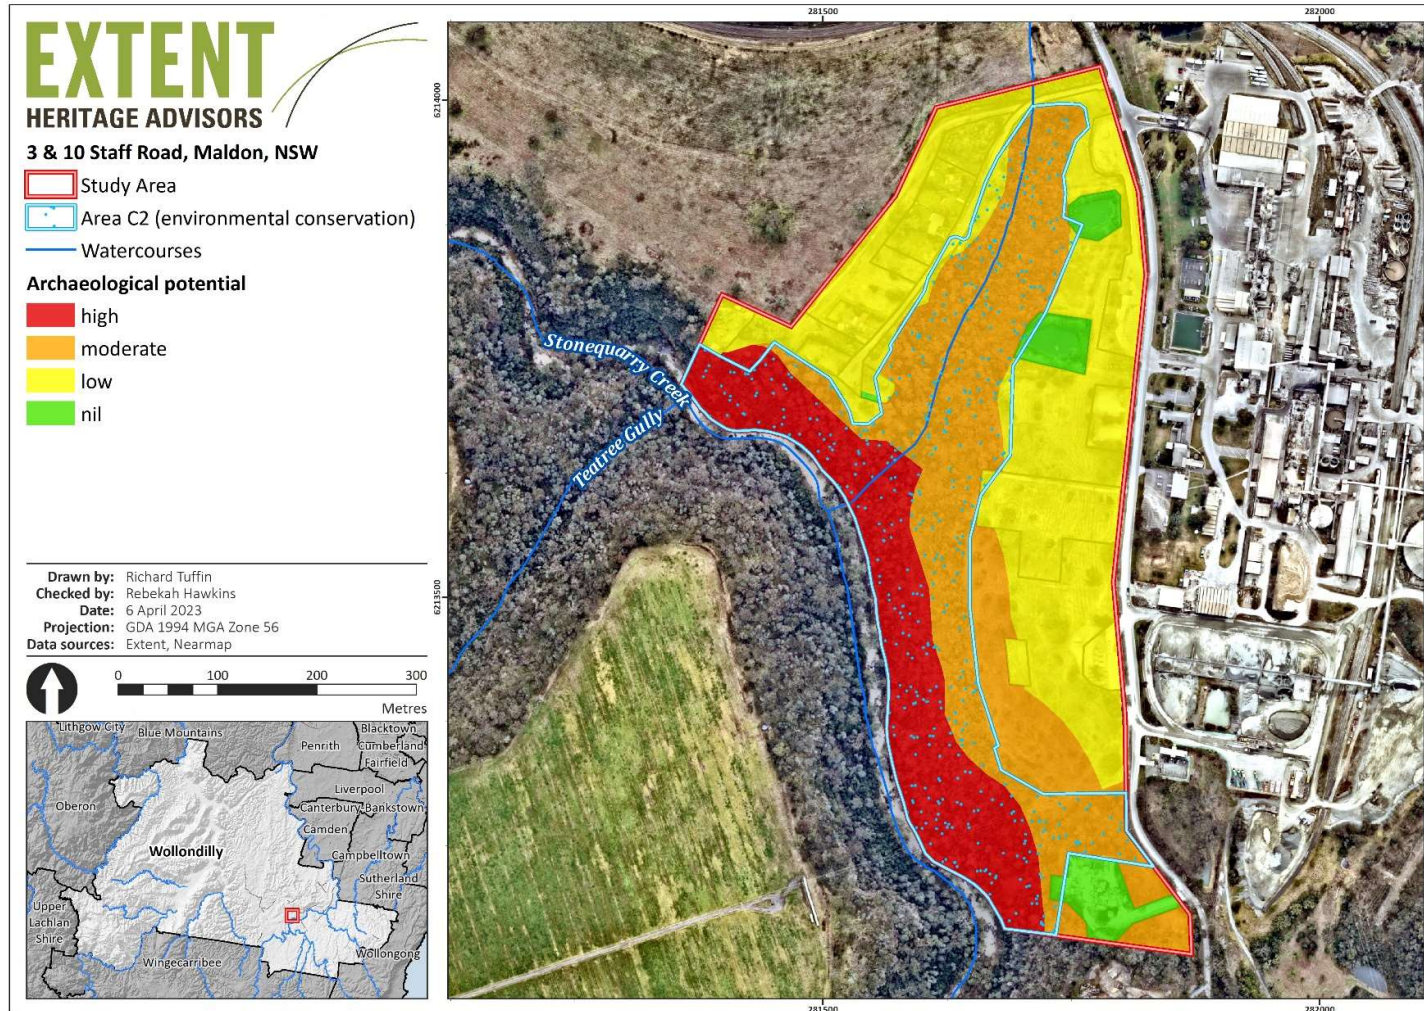 EXTENT
HERITAGE ADVISORS
3 & 10 Staff Road, Maldon, NSW
Study Area
Area C2 (environmental conservation)
Watercourses
Archaeological potential
high
moderate
low
nil
Drawn by: Richard Tuffin
Checked by: Rebekah Hawkins
Date: 6 April 2023
Projection: GDA 1994 MGA Zone 56
Data sources: Extent, Nearmap
0 100 200 300
Metres
Lithgow City
Blue Mountains
Blacktown
Penrith
Cumberland
Fairfield
Oberon
Liverpool
Canterbury-Bankstown
Camden
Wollondilly
Campbelltown
Sutherland
Shire
Upper
Lachlan
Shire
Wollongong
Wingecarribee
281500
282000
6214000
Stonequarry Creek
Teatree Gully
6213500
281500
282000